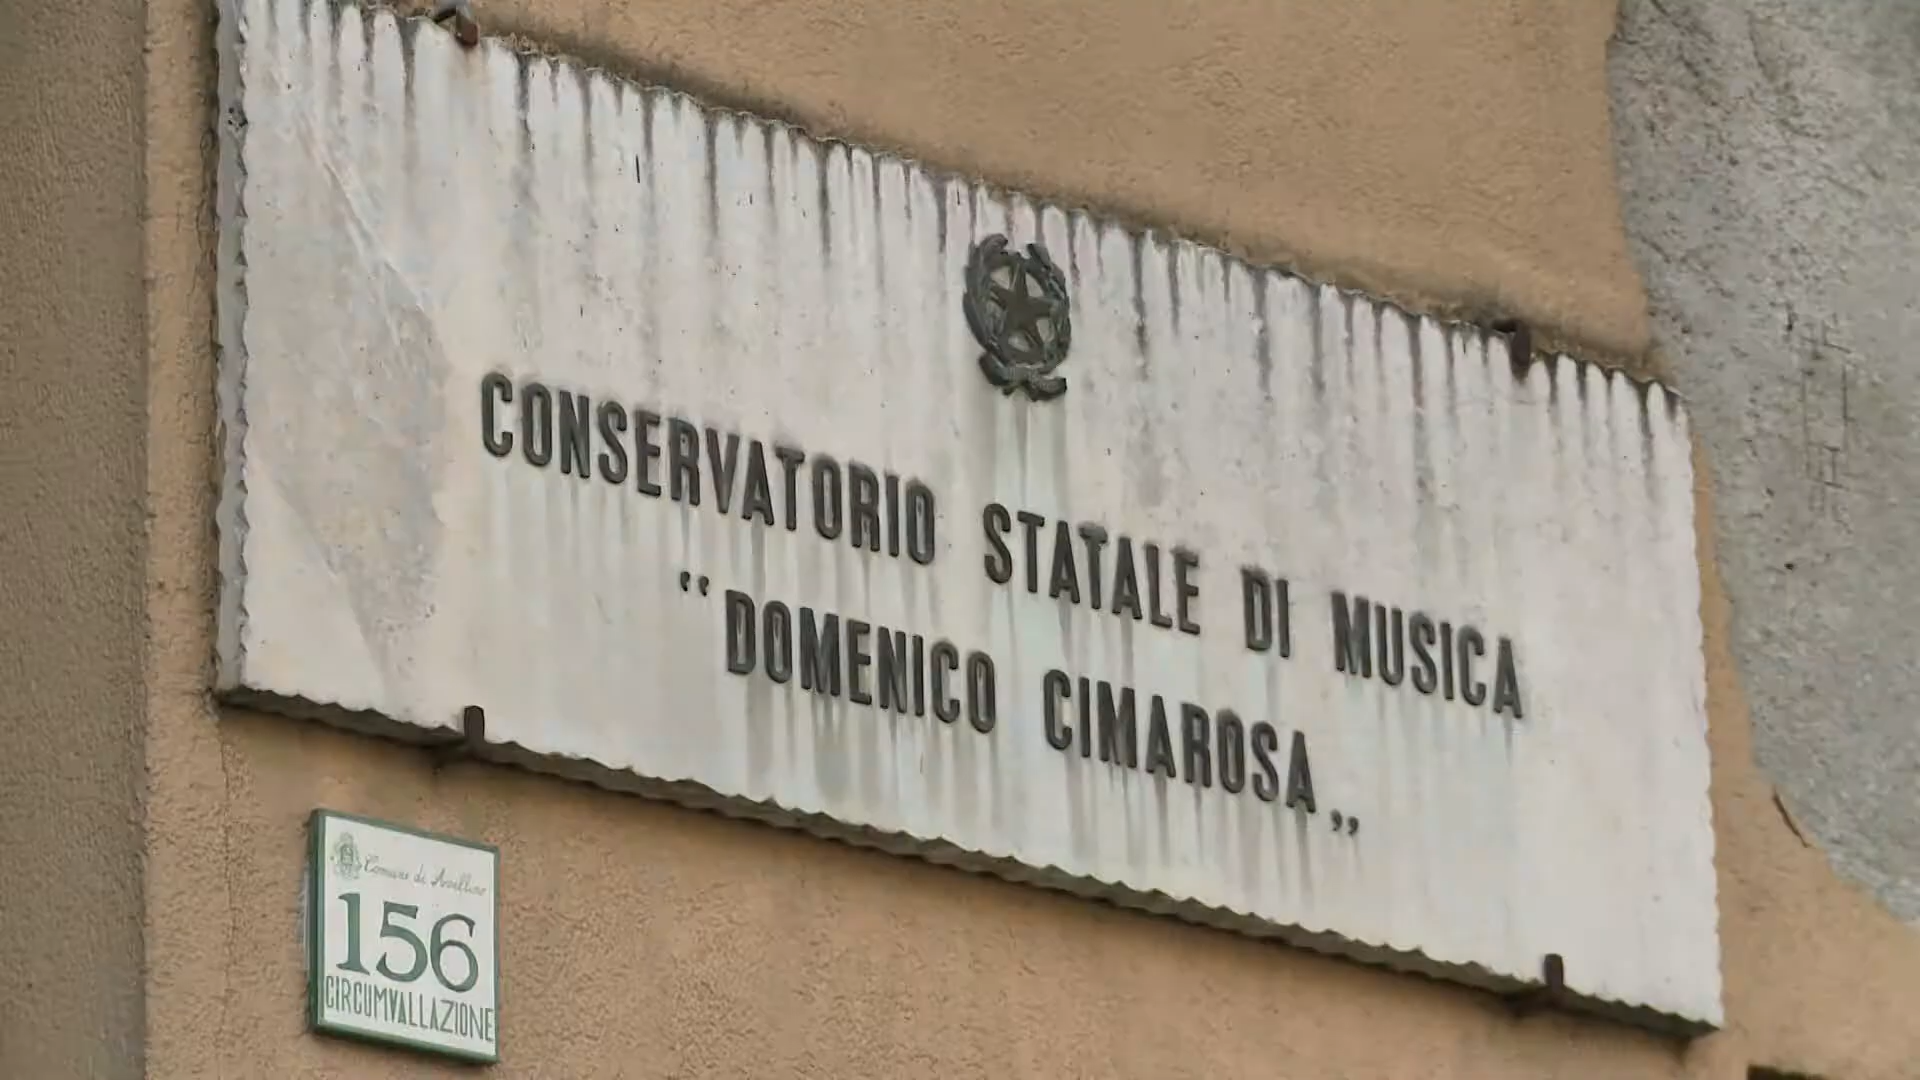 CONSERVATORIO STATALE DI MUSICA
"DOMENICO CIMAROSA„
Comune di Avellino
156
CIRCUMVALLAZIONE